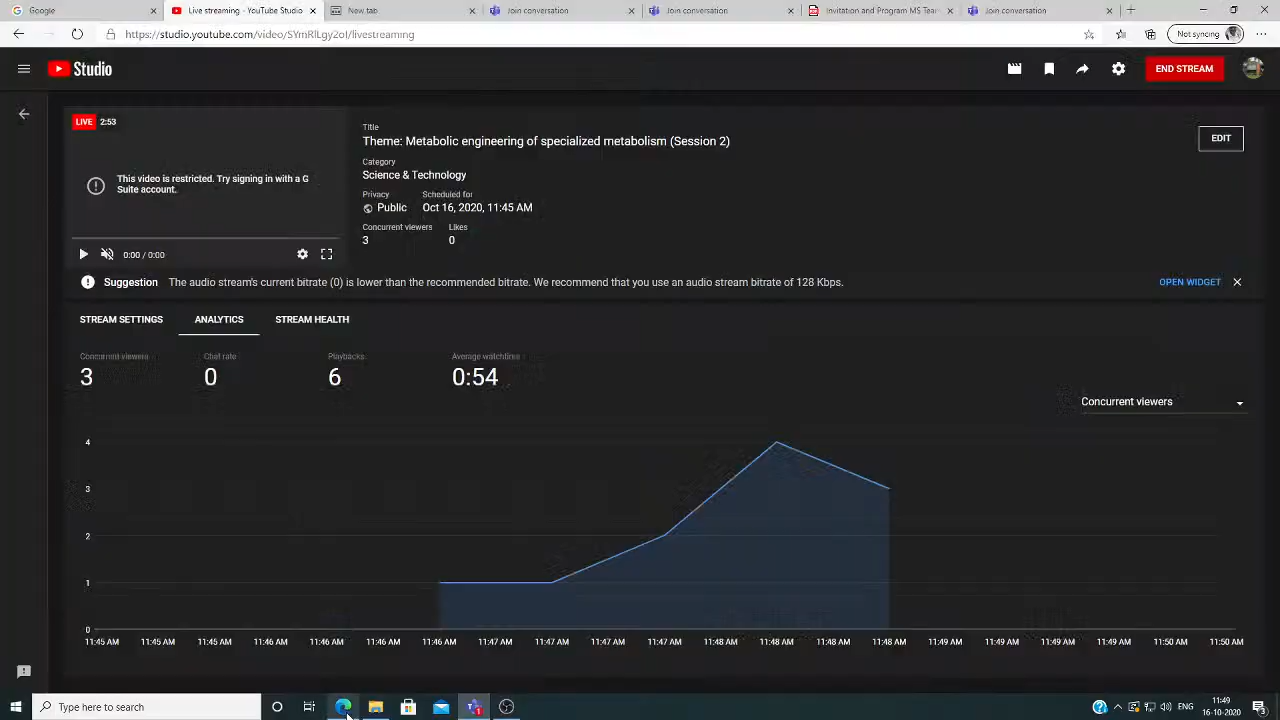 Google
Live streaming - YouTube Studio
New tab
Join conversation
Join conversation
Invitation and Program MS Team
Join conversation
https://studio.youtube.com/video/SYmRlLgy2oI/livestreaming
Not syncing
Studio
END STREAM
LIVE 2:53
This video is restricted. Try signing in with a G
Suite account.
0:00 / 0:00
Title
Theme: Metabolic engineering of specialized metabolism (Session 2)
EDIT
Category
Science & Technology
Privacy Scheduled for
Public Oct 16, 2020, 11:45 AM
Concurrent viewers Likes
3 0
Suggestion The audio stream's current bitrate (0) is lower than the recommended bitrate. We recommend that you use an audio stream bitrate of 128 Kbps.
OPEN WIDGET
STREAM SETTINGS ANALYTICS STREAM HEALTH
Concurrent viewers Chat rate Playbacks Average watchtime
3 0 6 0:54
Concurrent viewers
4
3
2
1
0
11:45 AM 11:45 AM 11:45 AM 11:46 AM 11:46 AM 11:46 AM 11:46 AM 11:47 AM 11:47 AM 11:47 AM 11:47 AM 11:48 AM 11:48 AM 11:48 AM 11:48 AM 11:49 AM 11:49 AM 11:49 AM 11:49 AM 11:50 AM 11:50 AM
Type here to search
1
ENG
11:49
16-10-2020
2